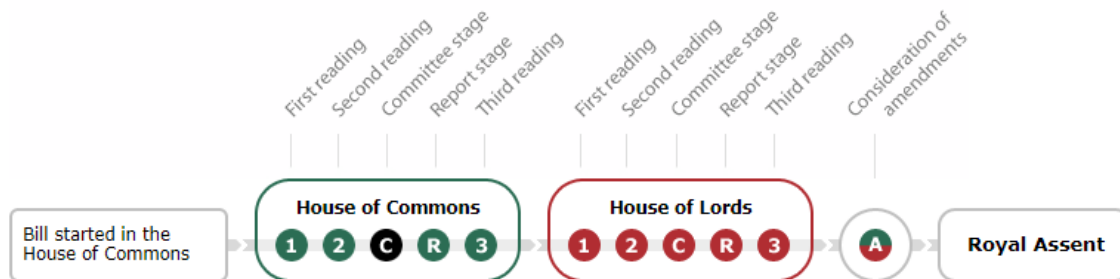 First reading
Second reading
Committee stage
Report stage
Third reading
First reading
Second reading
Committee stage
Report stage
Third reading
Consideration of
amendments
Bill started in the
House of Commons
House of Commons
1 2 C R 3
House of Lords
1 2 C R 3
A
Royal Assent